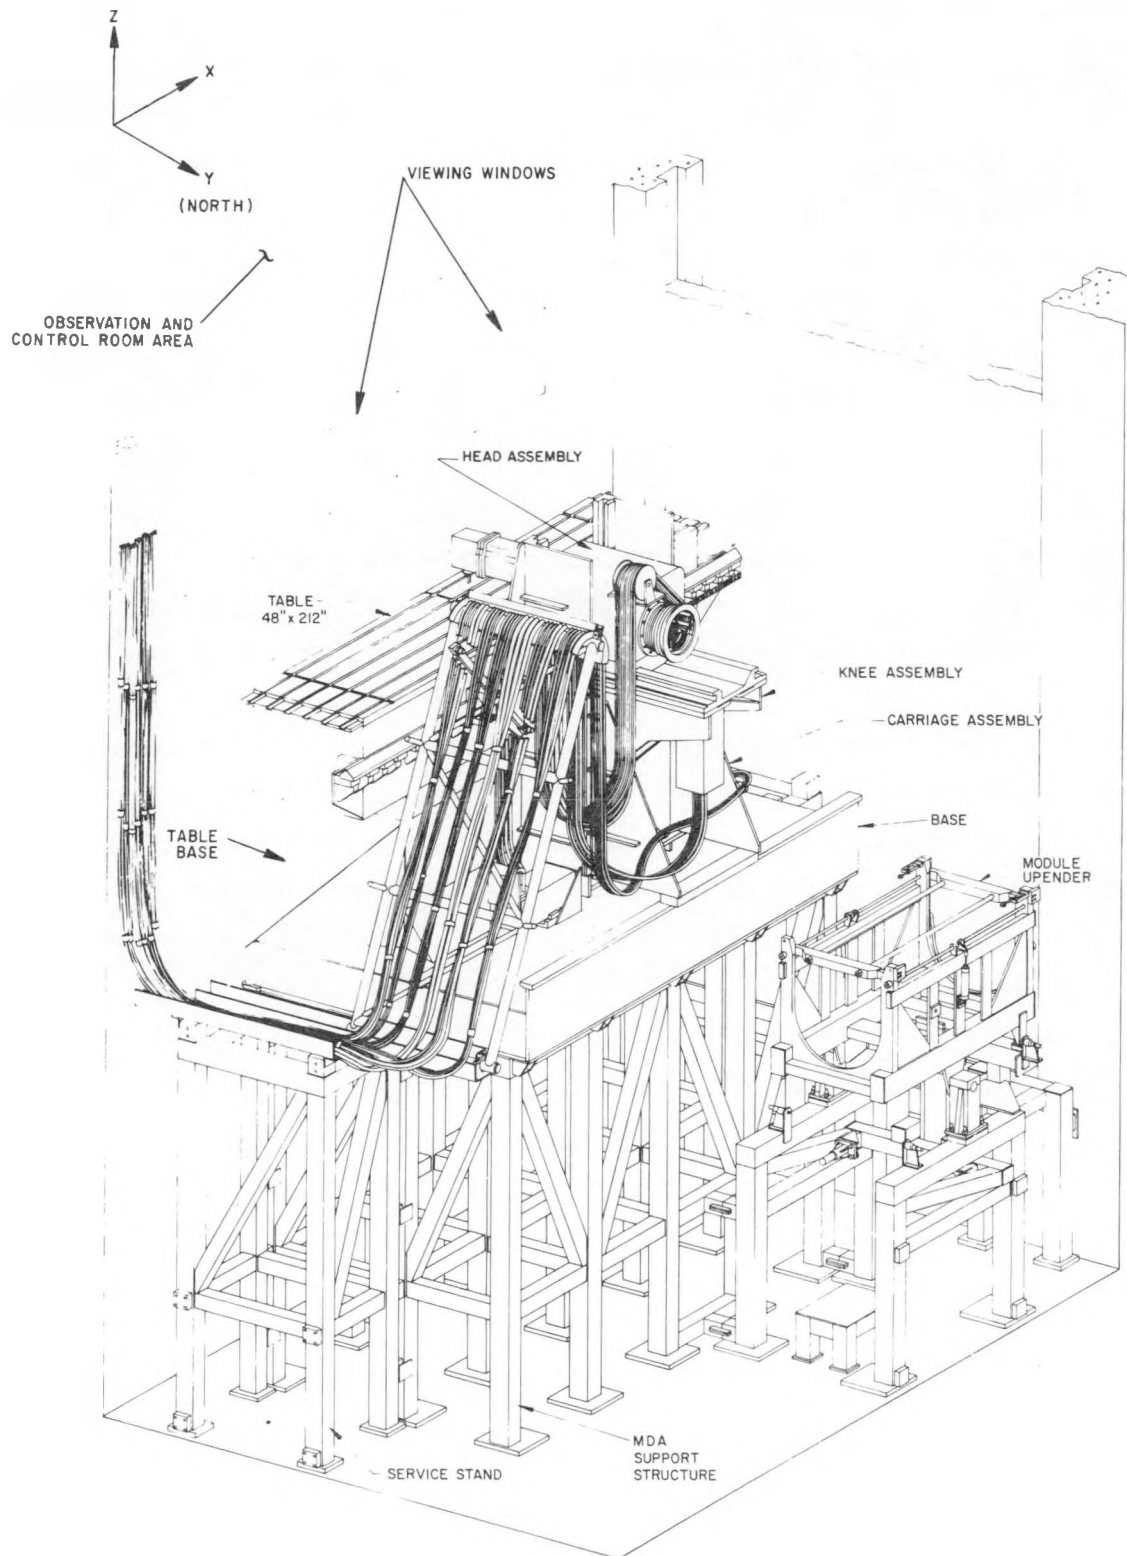 Z
X
Y
(NORTH)
VIEWING WINDOWS
OBSERVATION AND
CONTROL ROOM AREA
HEAD ASSEMBLY
TABLE-
48" x 212"
KNEE ASSEMBLY
CARRIAGE ASSEMBLY
BASE
TABLE
BASE
MODULE
UPENDER
MDA
SUPPORT
STRUCTURE
SERVICE STAND